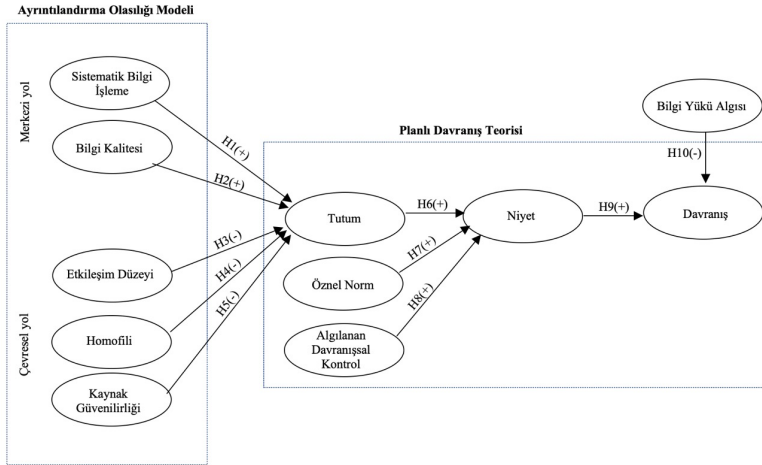 Ayrıntılandırma Olasılığı Modeli
Merkezi yol
Sistematik Bilgi
İşleme
Bilgi Kalitesi
H1(+)
H2(+)
Çevresel yol
Etkileşim Düzeyi
Homofili
Kaynak
Güvenilirliği
H3(-)
H4(-)
H5(-)
Planlı Davranış Teorisi
Tutum
Öznel Norm
Algılanan
Davranışsal
Kontrol
H6(+)
H7(+)
H8(+)
Niyet
H9(+)
Bilgi Yükü Algısı
H10(-)
Davranış